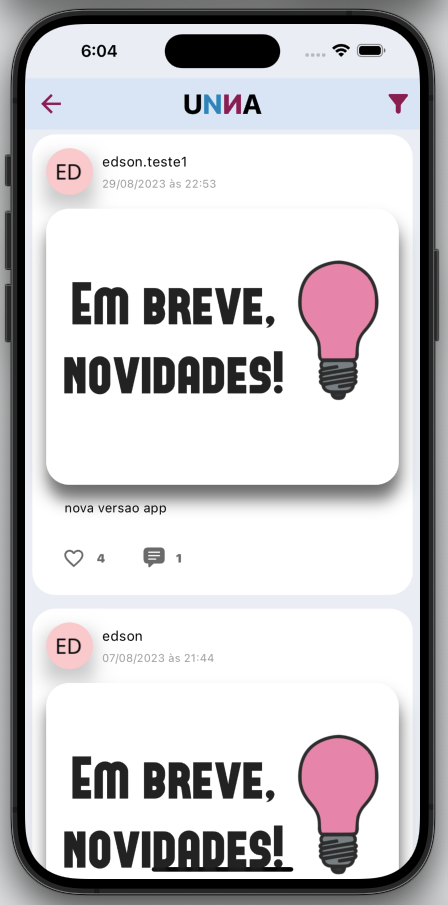 6:04
UNNA
ED
edson.teste1
29/08/2023 às 22:53
Em breve,
novidades!
nova versao app
4
1
ED
edson
07/08/2023 às 21:44
Em breve,
novidades!